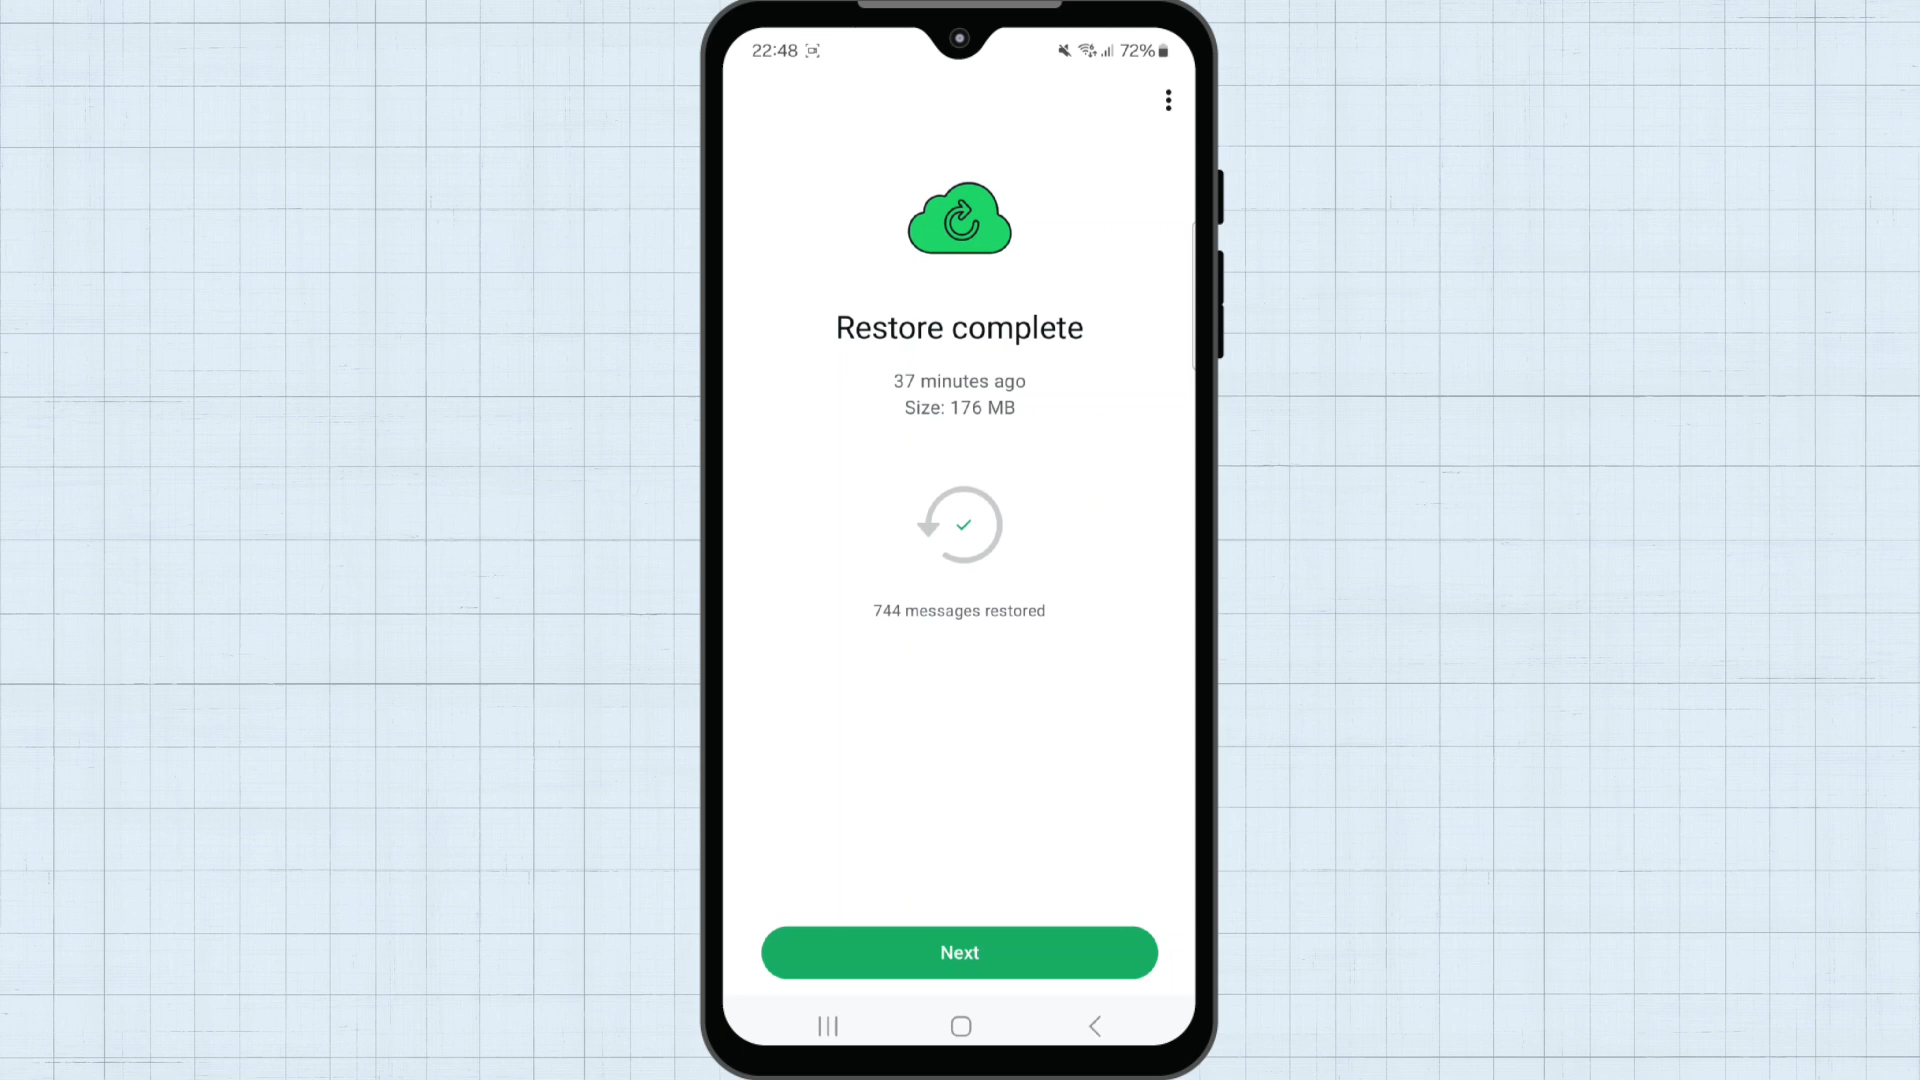 22:48
72%
Restore complete
37 minutes ago
Size: 176 MB
744 messages restored
Next